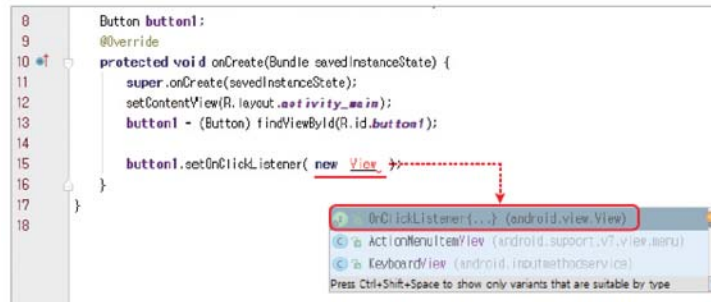 8 Button button1;
9 @Override
10 protected void onCreate(Bundle savedInstanceState) {
11 super.onCreate(savedInstanceState);
12 setContentView(R.layout.activity_main);
13 button1 = (Button) findViewById(R.id.button1);
14
15 button1.setOnClickListener( new View );
16 }
17 }
18
OnClickListener{...} (android.view.View)
ActionMenuItemView (android.support.v7.view.menu)
KeyboardView (android.inputmethodservice)
Press Ctrl+Shift+Space to show only variants that are suitable by type